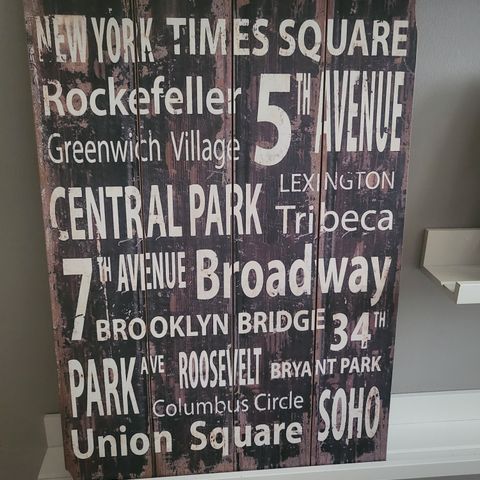 NEW YORK TIMES SQUARE
Rockefeller 5TH AVENUE
Greenwich Village
LEXINGTON
CENTRAL PARK Tribeca
7TH AVENUE Broadway
BROOKLYN BRIDGE 34TH
PARK AVE ROOSEVELT BRYANT PARK
Columbus Circle SOHO
Union Square